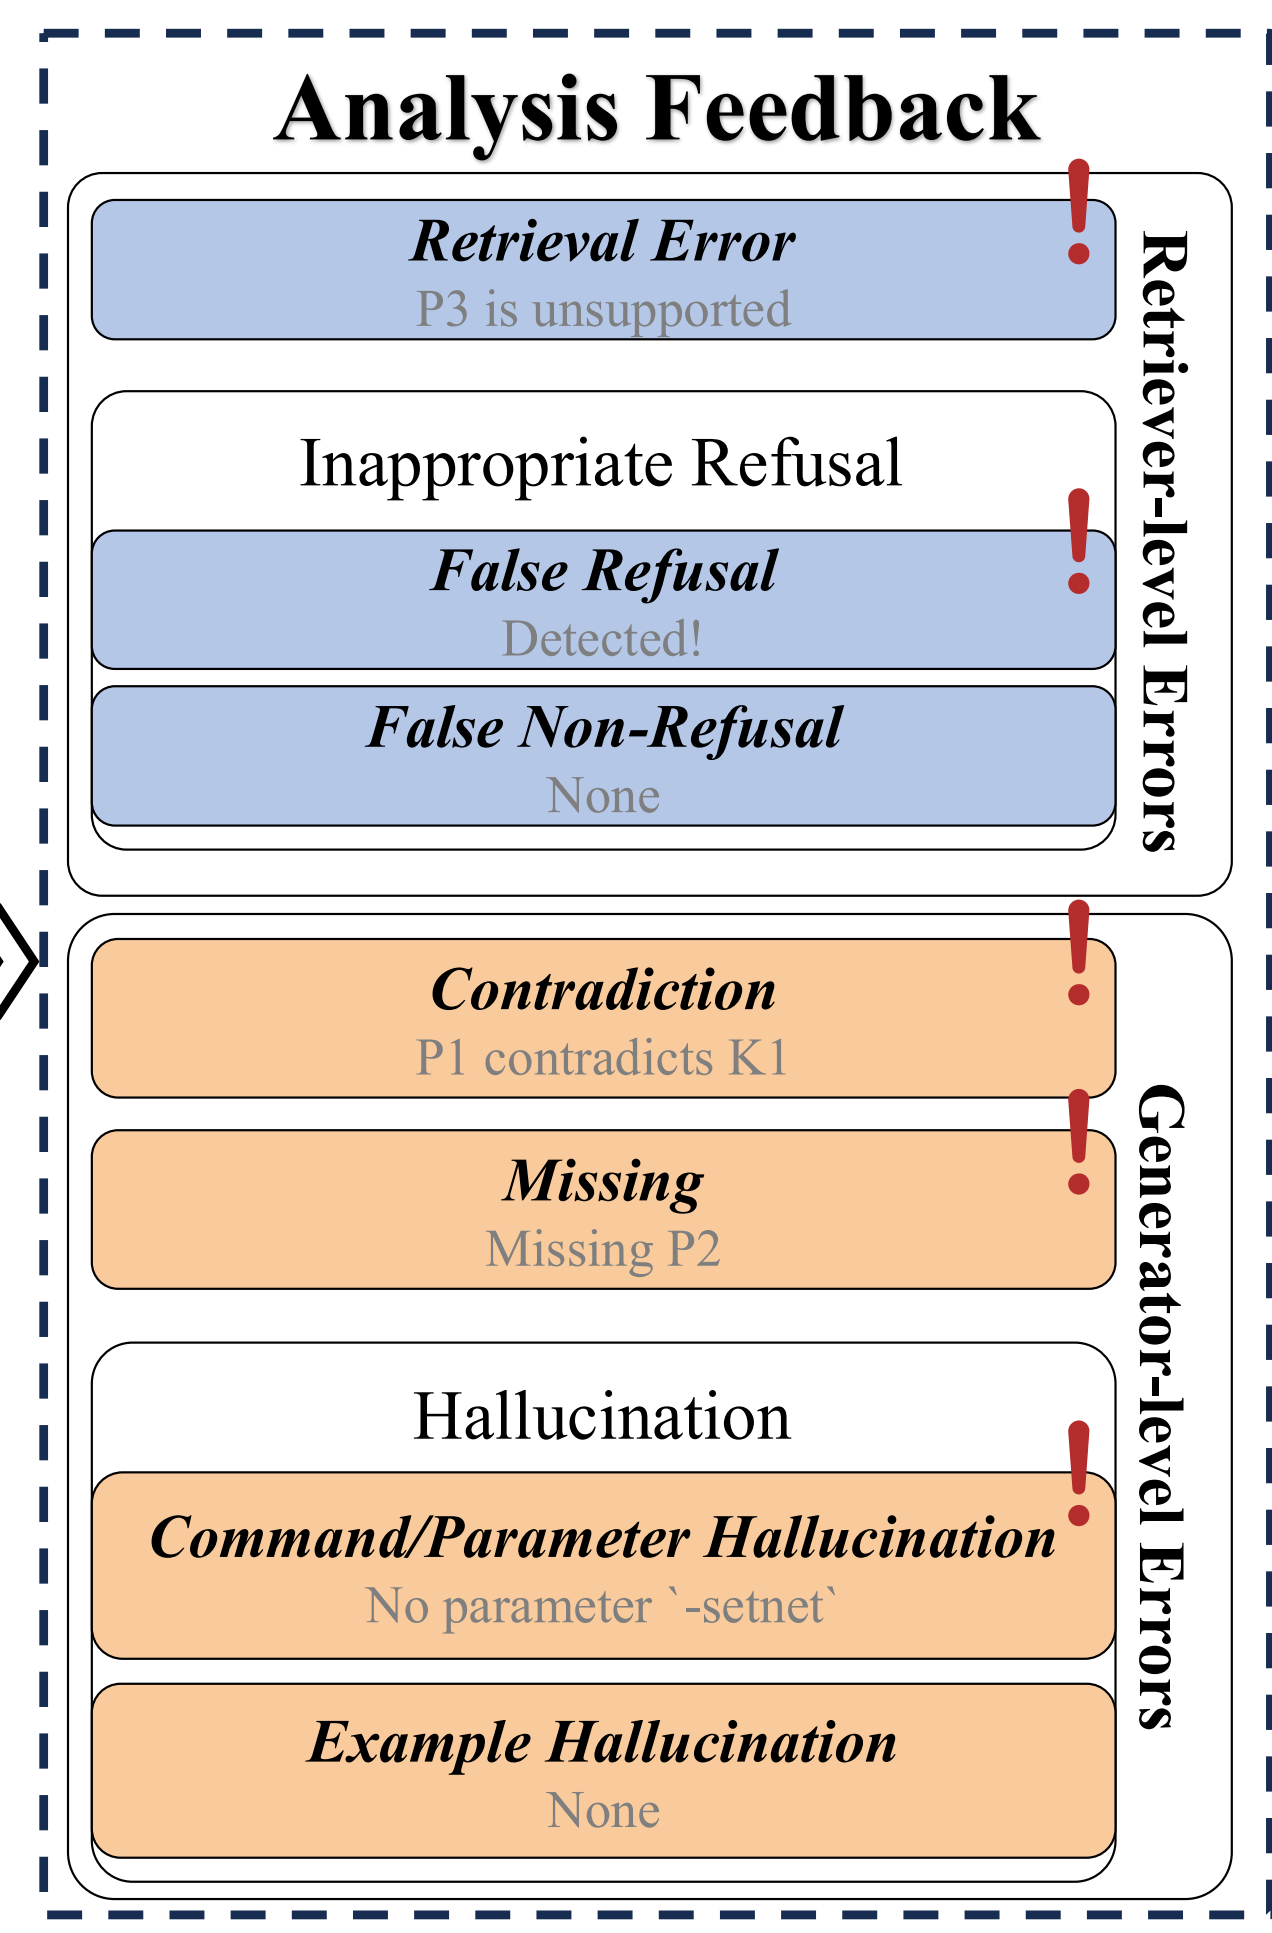 Analysis Feedback
Retrieval Error
P3 is unsupported
Inappropriate Refusal
False Refusal
Detected!
False Non-Refusal
None
Retriever-level Errors
Contradiction
P1 contradicts K1
Missing
Missing P2
Hallucination
Command/Parameter Hallucination
No parameter `-setnet`
Example Hallucination
None
Generator-level Errors